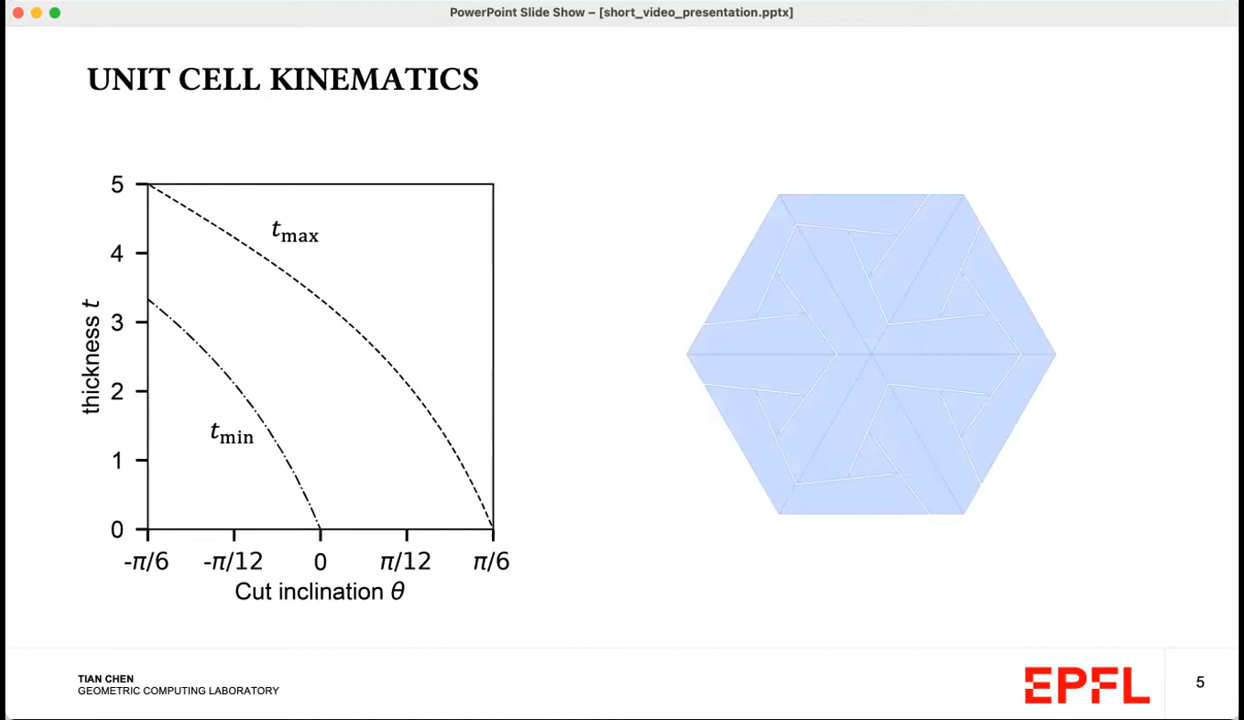 PowerPoint Slide Show – [short_video_presentation.pptx]
UNIT CELL KINEMATICS
5
4
3
2
1
0
thickness t
t_max
t_min
-π/6
-π/12
0
π/12
π/6
Cut inclination θ
TIAN CHEN
GEOMETRIC COMPUTING LABORATORY
EPFL
5